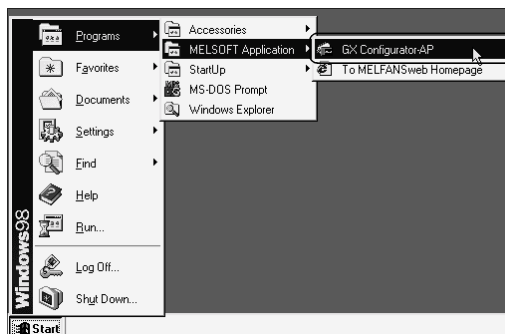 Programs
Favorites
Documents
Settings
Find
Help
Run...
Log Off...
Shut Down...
Windows98
Start
Accessories
MELSOFT Application
StartUp
MS-DOS Prompt
Windows Explorer
GX Configurator-AP
To MELFANSweb Homepage